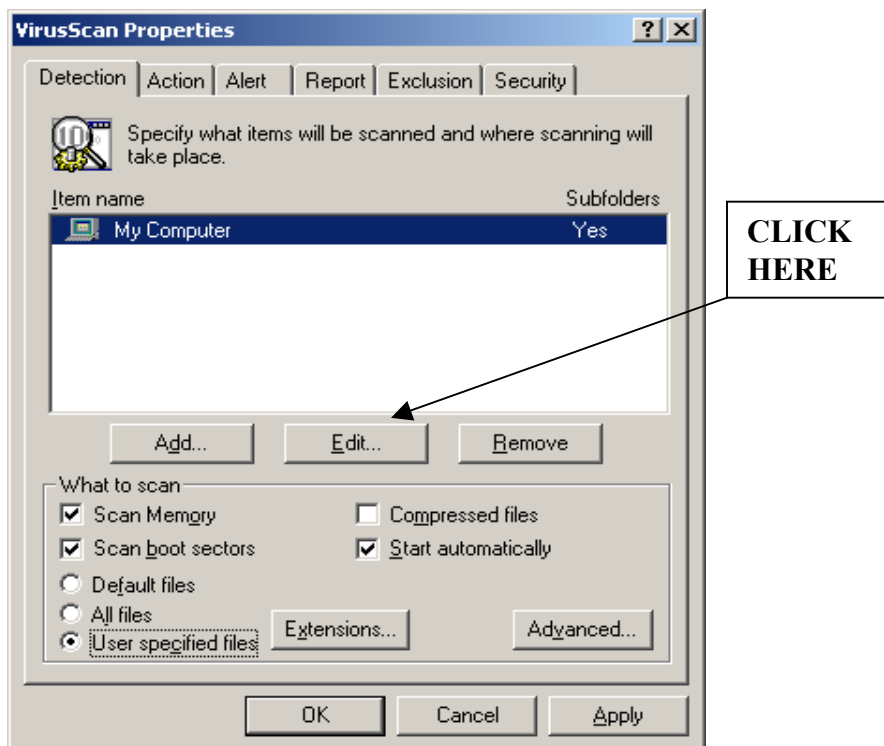 VirusScan Properties
Detection Action Alert Report Exclusion Security
Specify what items will be scanned and where scanning will
take place.
Item name Subfolders
My Computer Yes
CLICK
HERE
Add... Edit... Remove
What to scan
Scan Memory Compressed files
Scan boot sectors Start automatically
Default files
All files
User specified files Extensions... Advanced...
OK Cancel Apply